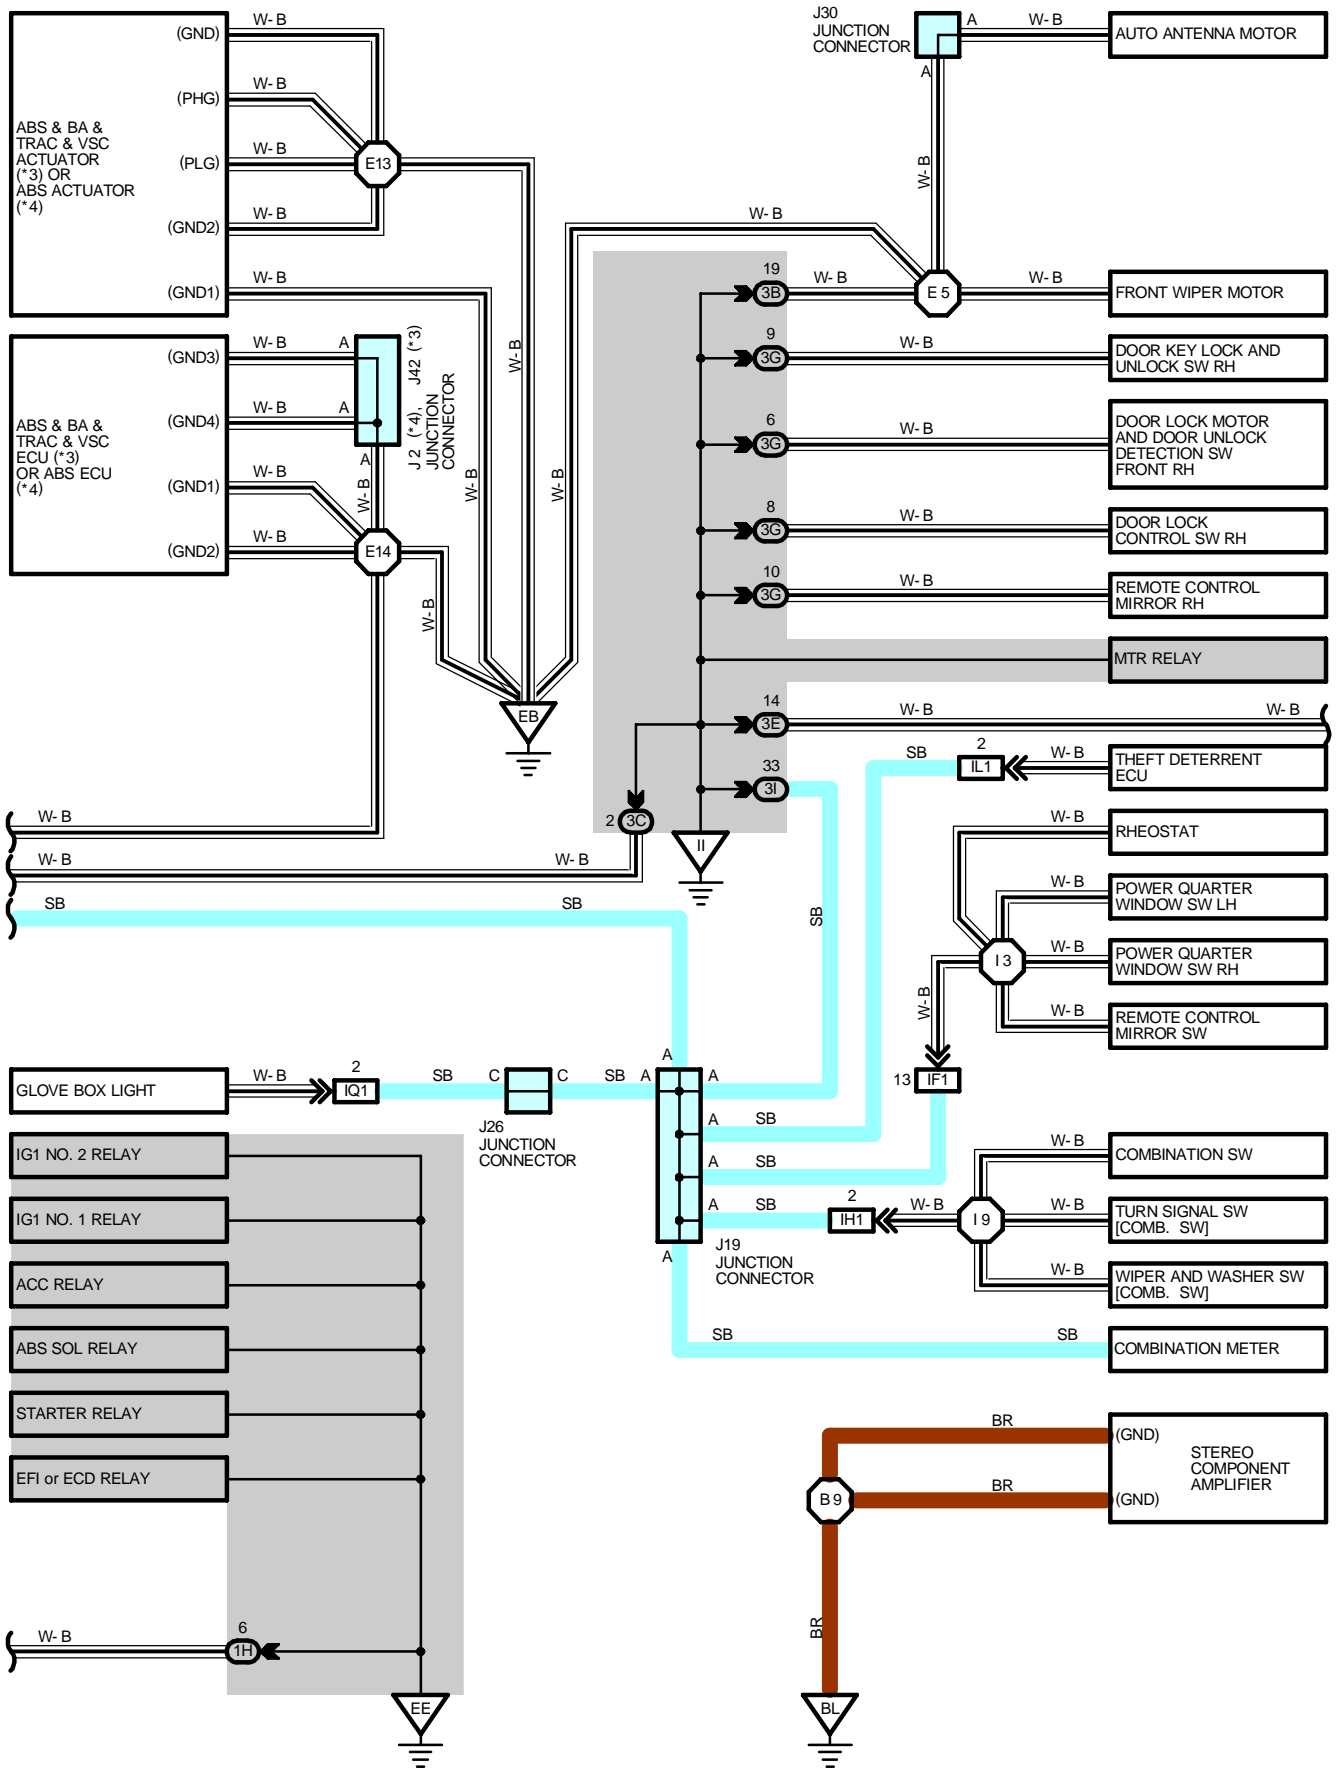 W-B
(GND)
W-B
(PHG)
ABS & BA &
TRAC & VSC
ACTUATOR
(*3) OR
ABS ACTUATOR
(*4)
W-B
(PLG)
E13
W-B
(GND2)
W-B
(GND1)
J30
JUNCTION
CONNECTOR
A
W-B
AUTO ANTENNA MOTOR
A
W-B
W-B
19
3B
W-B
E5
W-B
FRONT WIPER MOTOR
9
3G
W-B
DOOR KEY LOCK AND
UNLOCK SW RH
6
3G
W-B
DOOR LOCK MOTOR
AND DOOR UNLOCK
DETECTION SW
FRONT RH
8
3G
W-B
DOOR LOCK
CONTROL SW RH
10
3G
W-B
REMOTE CONTROL
MIRROR RH
MTR RELAY
14
3E
W-B
W-B
33
3I
2
3C
II
ABS & BA &
TRAC & VSC
ECU (*3)
OR ABS ECU
(*4)
W-B
A
(GND3)
W-B
A
(GND4)
W-B
(GND1)
W-B
(GND2)
J2 (*4), J42 (*3)
JUNCTION
CONNECTOR
A
W-B
E14
W-B
W-B
W-B
W-B
EB
W-B
W-B
W-B
SB
SB
SB
SB
2
IL1
W-B
THEFT DETERRENT
ECU
W-B
RHEOSTAT
W-B
POWER QUARTER
WINDOW SW LH
I3
W-B
POWER QUARTER
WINDOW SW RH
W-B
REMOTE CONTROL
MIRROR SW
W-B
13
IF1
GLOVE BOX LIGHT
W-B
2
IQ1
SB
C
C
J26
JUNCTION
CONNECTOR
SB
A
A
A
A
SB
A
SB
A
SB
A
J19
JUNCTION
CONNECTOR
2
IH1
W-B
I9
W-B
COMBINATION SW
W-B
TURN SIGNAL SW
[COMB. SW]
W-B
WIPER AND WASHER SW
[COMB. SW]
SB
SB
COMBINATION METER
IG1 NO. 2 RELAY
IG1 NO. 1 RELAY
ACC RELAY
ABS SOL RELAY
STARTER RELAY
EFI or ECD RELAY
W-B
6
1H
EE
BR
(GND)
STEREO
COMPONENT
AMPLIFIER
B9
BR
(GND)
BR
BL